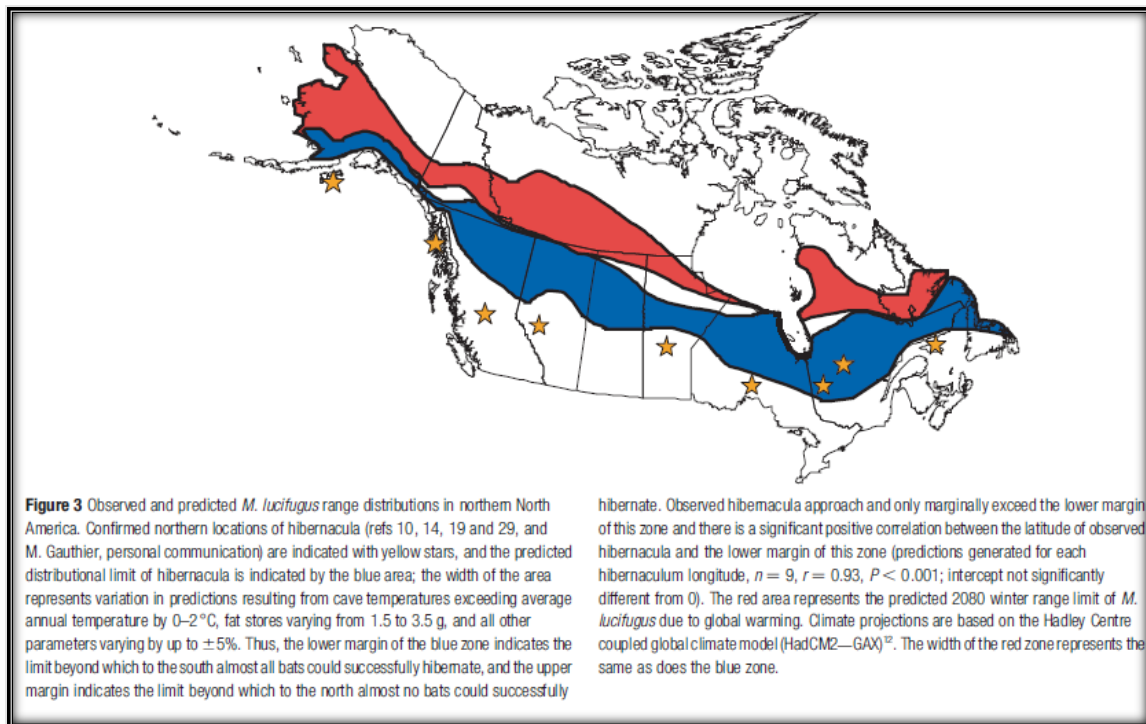 Figure 3 Observed and predicted M. lucifugus range distributions in northern North
America. Confirmed northern locations of hibernacula (refs 10, 14, 19 and 29, and
M. Gauthier, personal communication) are indicated with yellow stars, and the predicted
distributional limit of hibernacula is indicated by the blue area; the width of the area
represents variation in predictions resulting from cave temperatures exceeding average
annual temperature by 0–2 °C, fat stores varying from 1.5 to 3.5 g, and all other
parameters varying by up to ±5%. Thus, the lower margin of the blue zone indicates the
limit beyond which to the south almost all bats could successfully hibernate, and the upper
margin indicates the limit beyond which to the north almost no bats could successfully
hibernate. Observed hibernacula approach and only marginally exceed the lower margin
of this zone and there is a significant positive correlation between the latitude of observed
hibernacula and the lower margin of this zone (predictions generated for each
hibernaculum longitude, n = 9, r = 0.93, P < 0.001; intercept not significantly
different from 0). The red area represents the predicted 2080 winter range limit of M.
lucifugus due to global warming. Climate projections are based on the Hadley Centre
coupled global climate model (HadCM2—GAX)12. The width of the red zone represents the
same as does the blue zone.